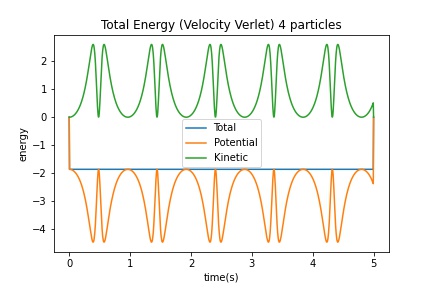 Total Energy (Velocity Verlet) 4 particles
energy
2
1
0
−1
−2
−3
−4
Total
Potential
Kinetic
0 1 2 3 4 5
time(s)